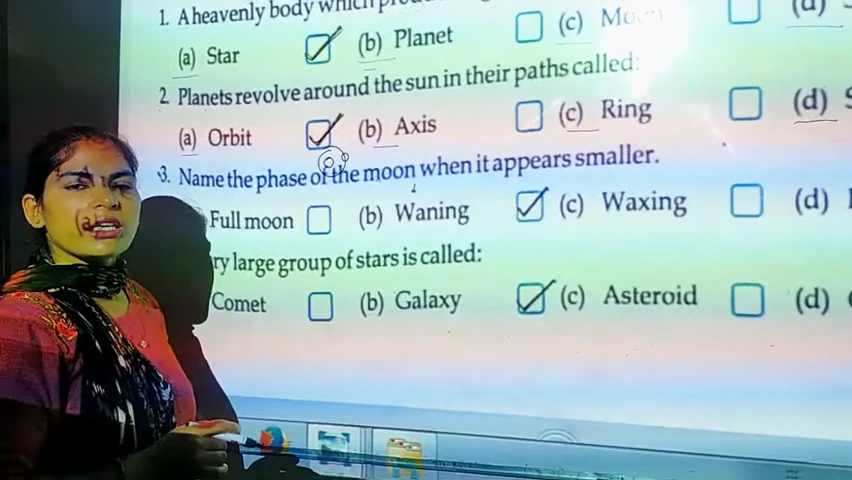 1. A heavenly body which
(a) Star (b) Planet (c)
2. Planets revolve around the sun in their paths called:
(a) Orbit (b) Axis (c) Ring (d)
3. Name the phase of the moon when it appears smaller.
Full moon (b) Waning (c) Waxing (d)
ry large group of stars is called:
Comet (b) Galaxy (c) Asteroid (d)